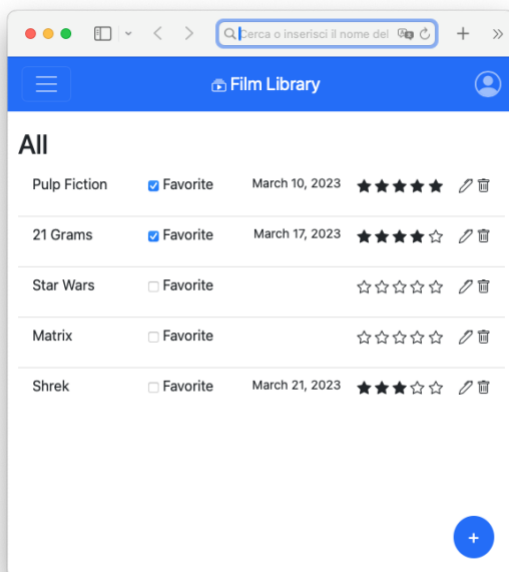 Cerca o inserisci il nome del
Film Library
All
Pulp Fiction Favorite March 10, 2023
21 Grams Favorite March 17, 2023
Star Wars Favorite
Matrix Favorite
Shrek Favorite March 21, 2023
+